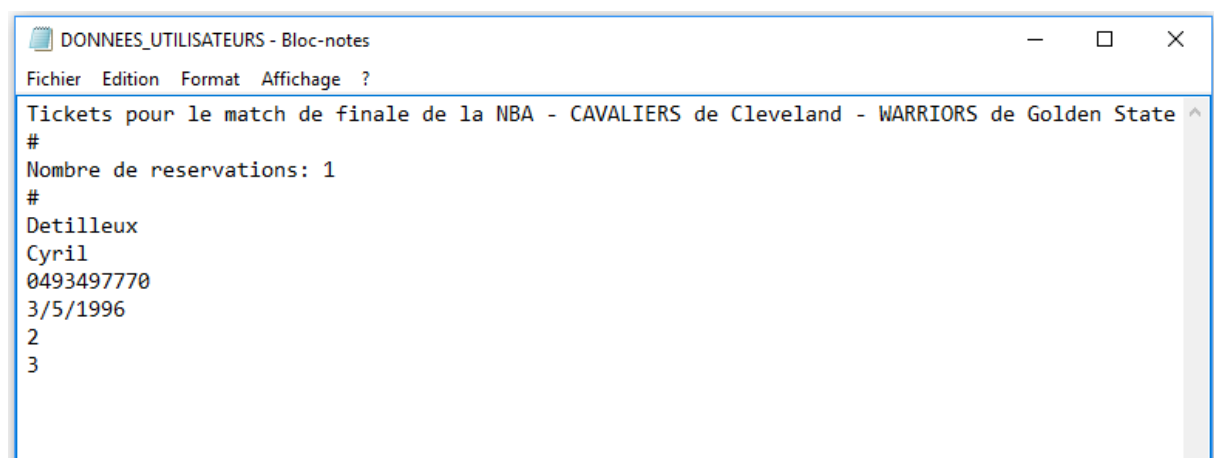 DONNEES_UTILISATEURS - Bloc-notes
Fichier Edition Format Affichage ?
Tickets pour le match de finale de la NBA - CAVALIERS de Cleveland - WARRIORS de Golden State
#
Nombre de reservations: 1
#
Detilleux
Cyril
0493497770
3/5/1996
2
3